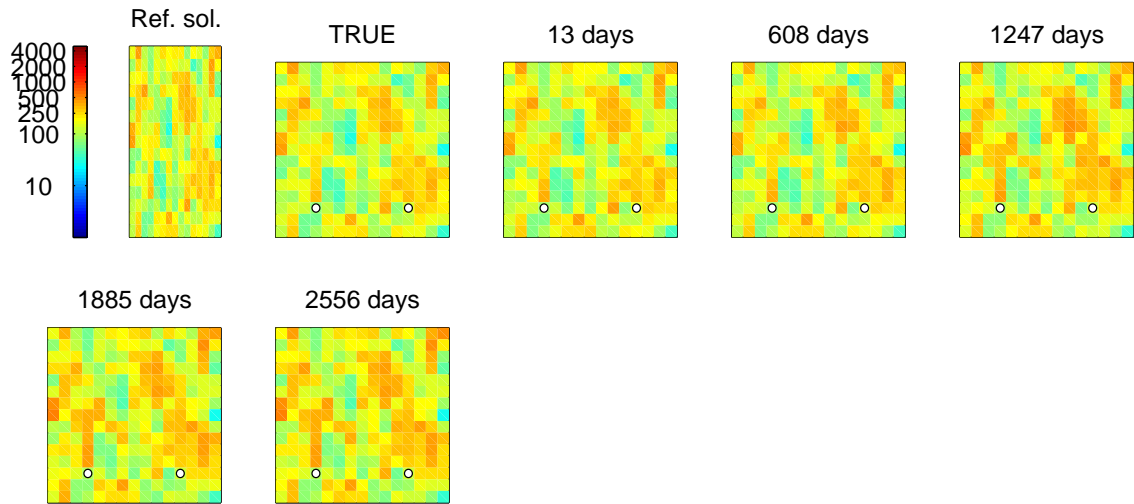 Ref. sol.
TRUE
13 days
608 days
1247 days
4000
2000
1000
500
250
100
10
1885 days
2556 days